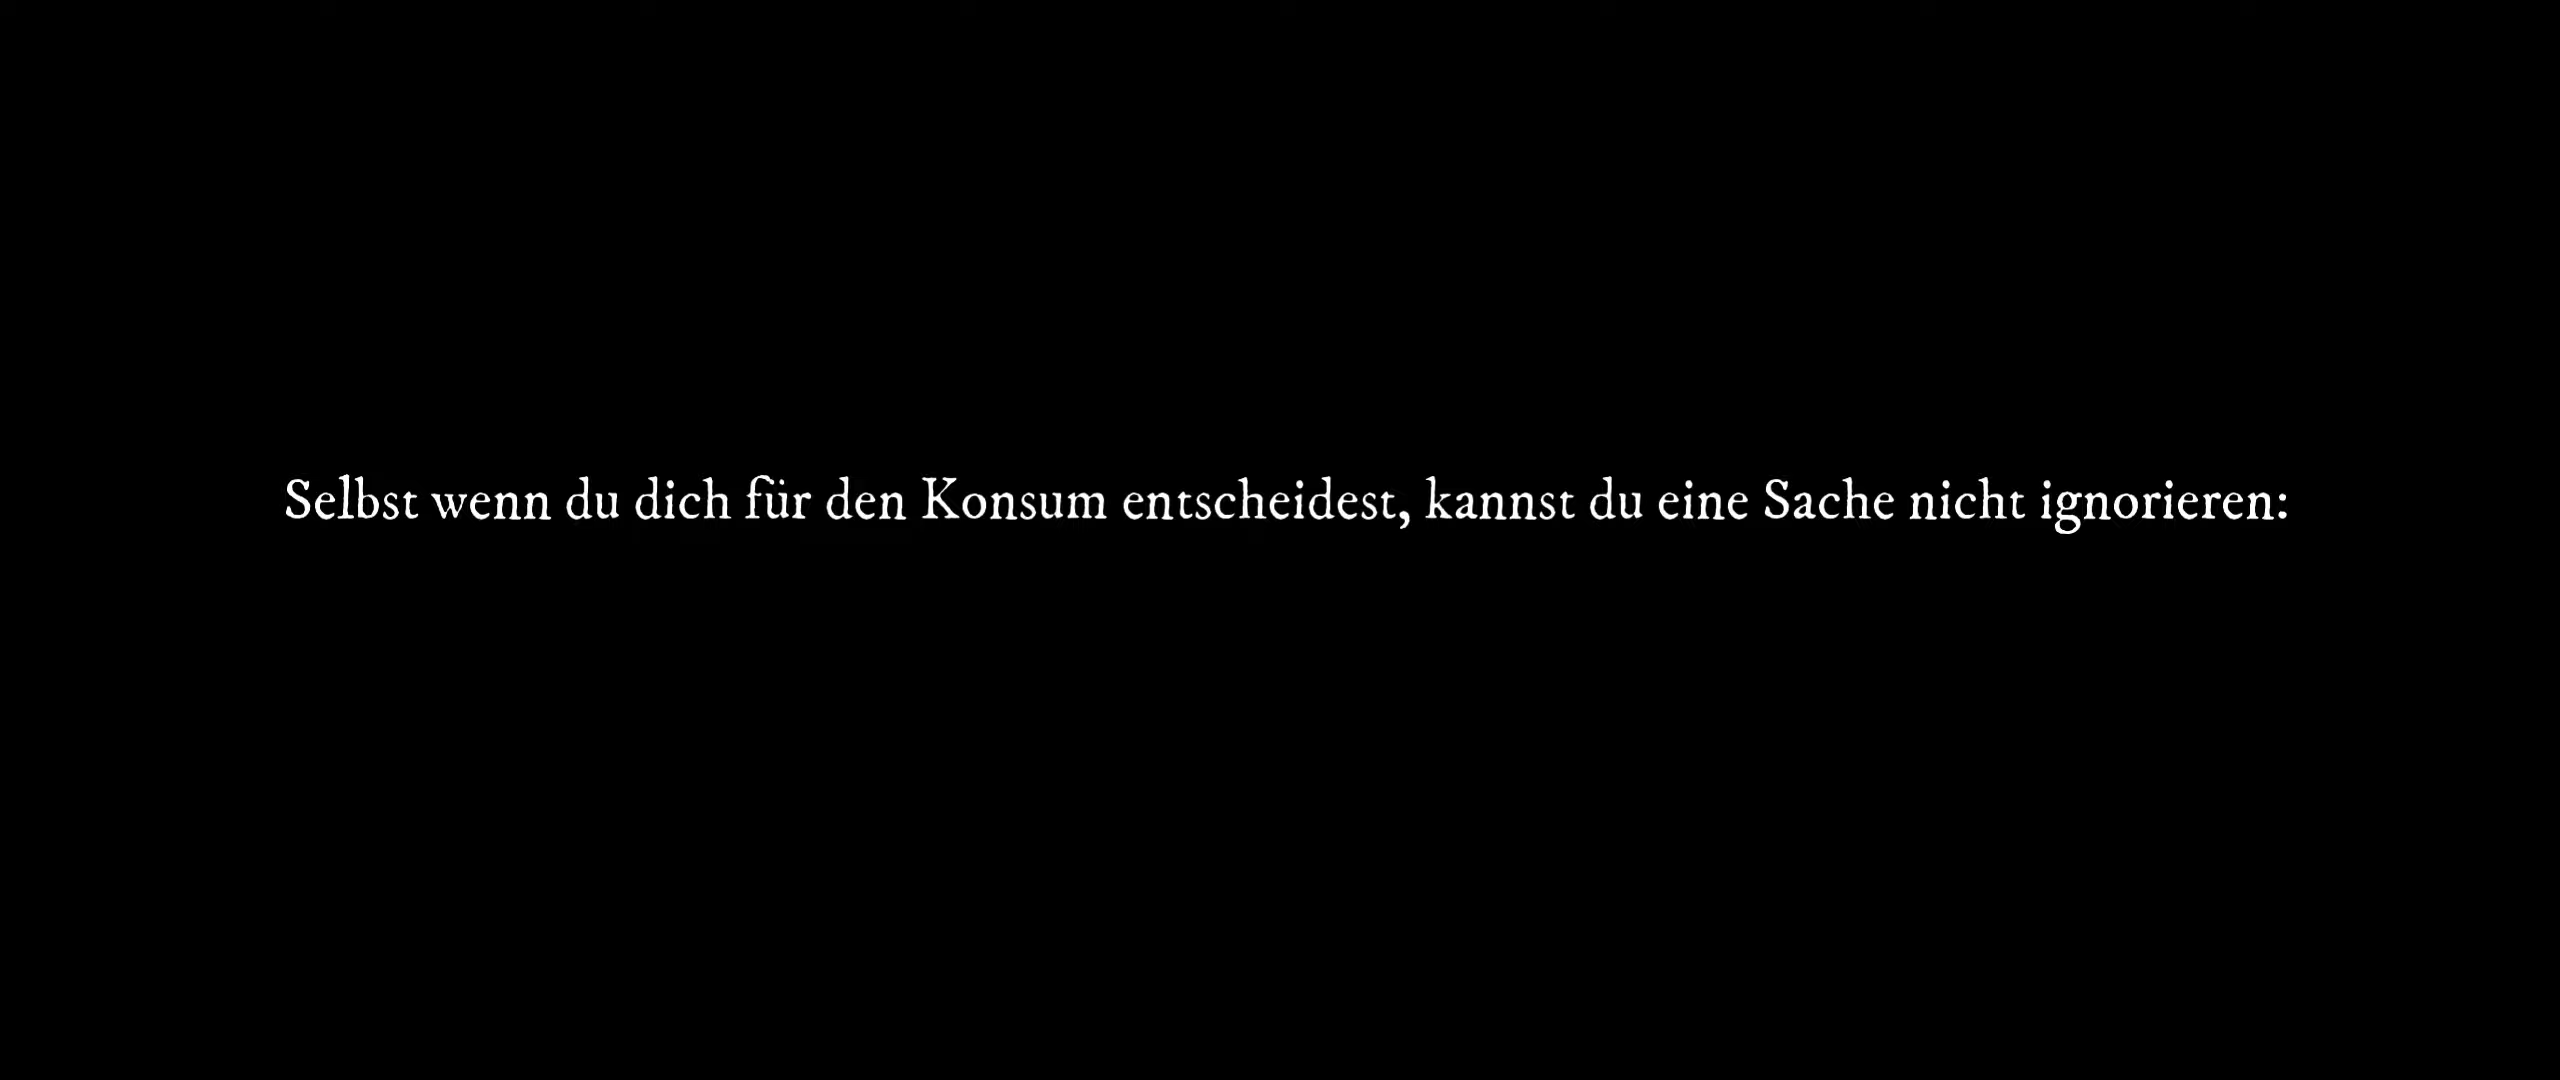 Selbst wenn du dich für den Konsum entscheidest, kannst du eine Sache nicht ignorieren: